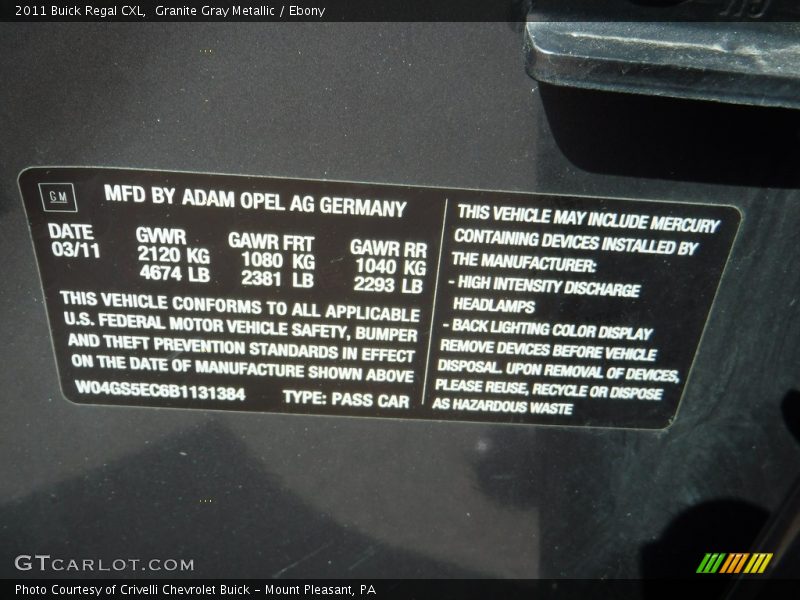 2011 Buick Regal CXL, Granite Gray Metallic / Ebony
GM
MFD BY ADAM OPEL AG GERMANY
DATE
03/11
GVWR
2120 KG
4674 LB
GAWR FRT
1080 KG
2381 LB
GAWR RR
1040 KG
2293 LB
THIS VEHICLE CONFORMS TO ALL APPLICABLE
U.S. FEDERAL MOTOR VEHICLE SAFETY, BUMPER
AND THEFT PREVENTION STANDARDS IN EFFECT
ON THE DATE OF MANUFACTURE SHOWN ABOVE
W04GS5EC6B1131384
TYPE: PASS CAR
THIS VEHICLE MAY INCLUDE MERCURY
CONTAINING DEVICES INSTALLED BY
THE MANUFACTURER:
- HIGH INTENSITY DISCHARGE
HEADLAMPS
- BACK LIGHTING COLOR DISPLAY
REMOVE DEVICES BEFORE VEHICLE
DISPOSAL. UPON REMOVAL OF DEVICES,
PLEASE REUSE, RECYCLE OR DISPOSE
AS HAZARDOUS WASTE
GTCARLOT.COM
Photo Courtesy of Crivelli Chevrolet Buick - Mount Pleasant, PA